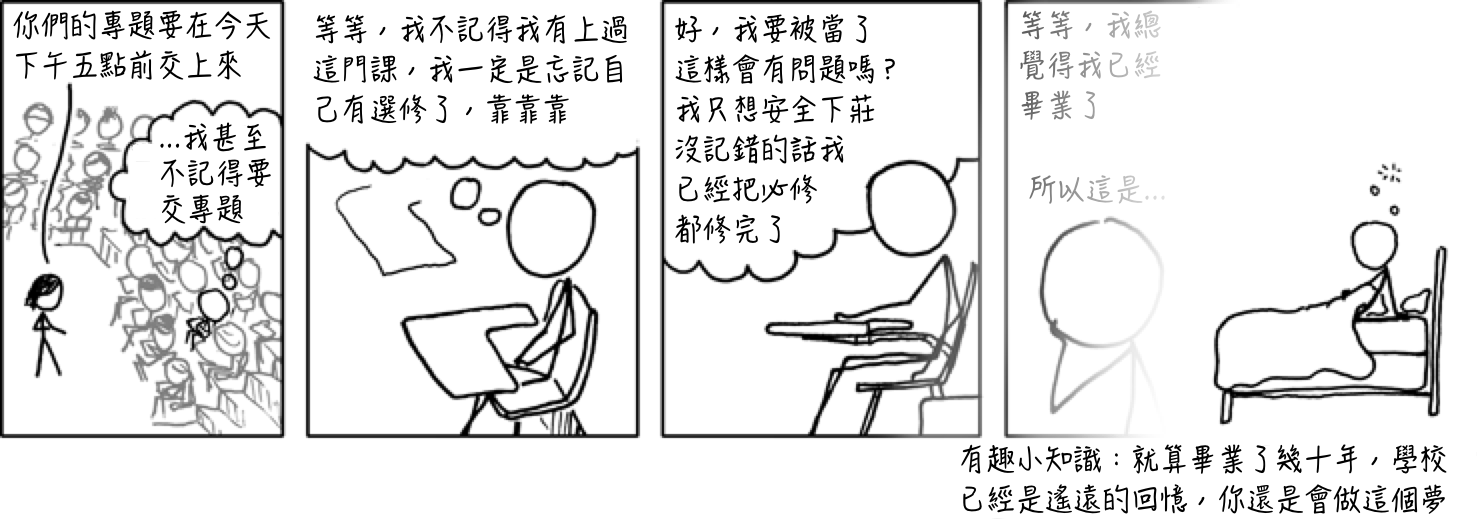 你們的專題要在今天
下午五點前交上來
...我甚至
不記得要
交專題
等等，我不記得我有上過
這門課，我一定是忘記自
己有選修了，靠靠靠
好，我要被當了
這樣會有問題嗎？
我只想安全下莊
沒記錯的話我
已經把必修
都修完了
等等，我總
覺得我已經
畢業了
所以這是...
有趣小知識：就算畢業了幾十年，學校
已經是遙遠的回憶，你還是會做這個夢